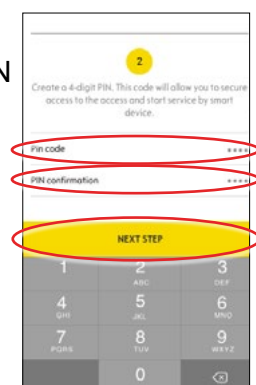 N
2
Create a 4-digit PIN. This code will allow you to secure
access to the access and start service by smart
device.
Pin code ••••
PIN confirmation ••••
NEXT STEP
1 2 3
ABC DEF
4 5 6
GHI JKL MNO
7 8 9
PQRS TUV WXYZ
0